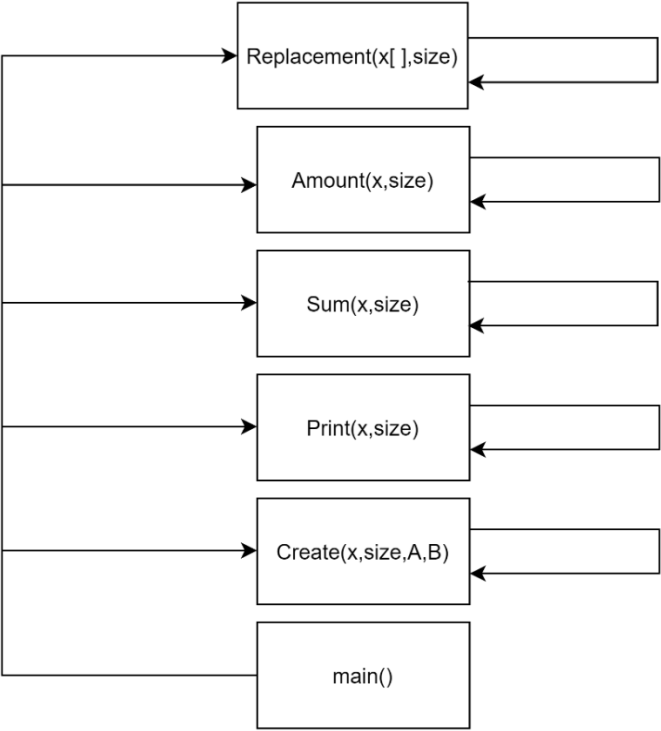 Replacement(x[ ],size)
Amount(x,size)
Sum(x,size)
Print(x,size)
Create(x,size,A,B)
main()